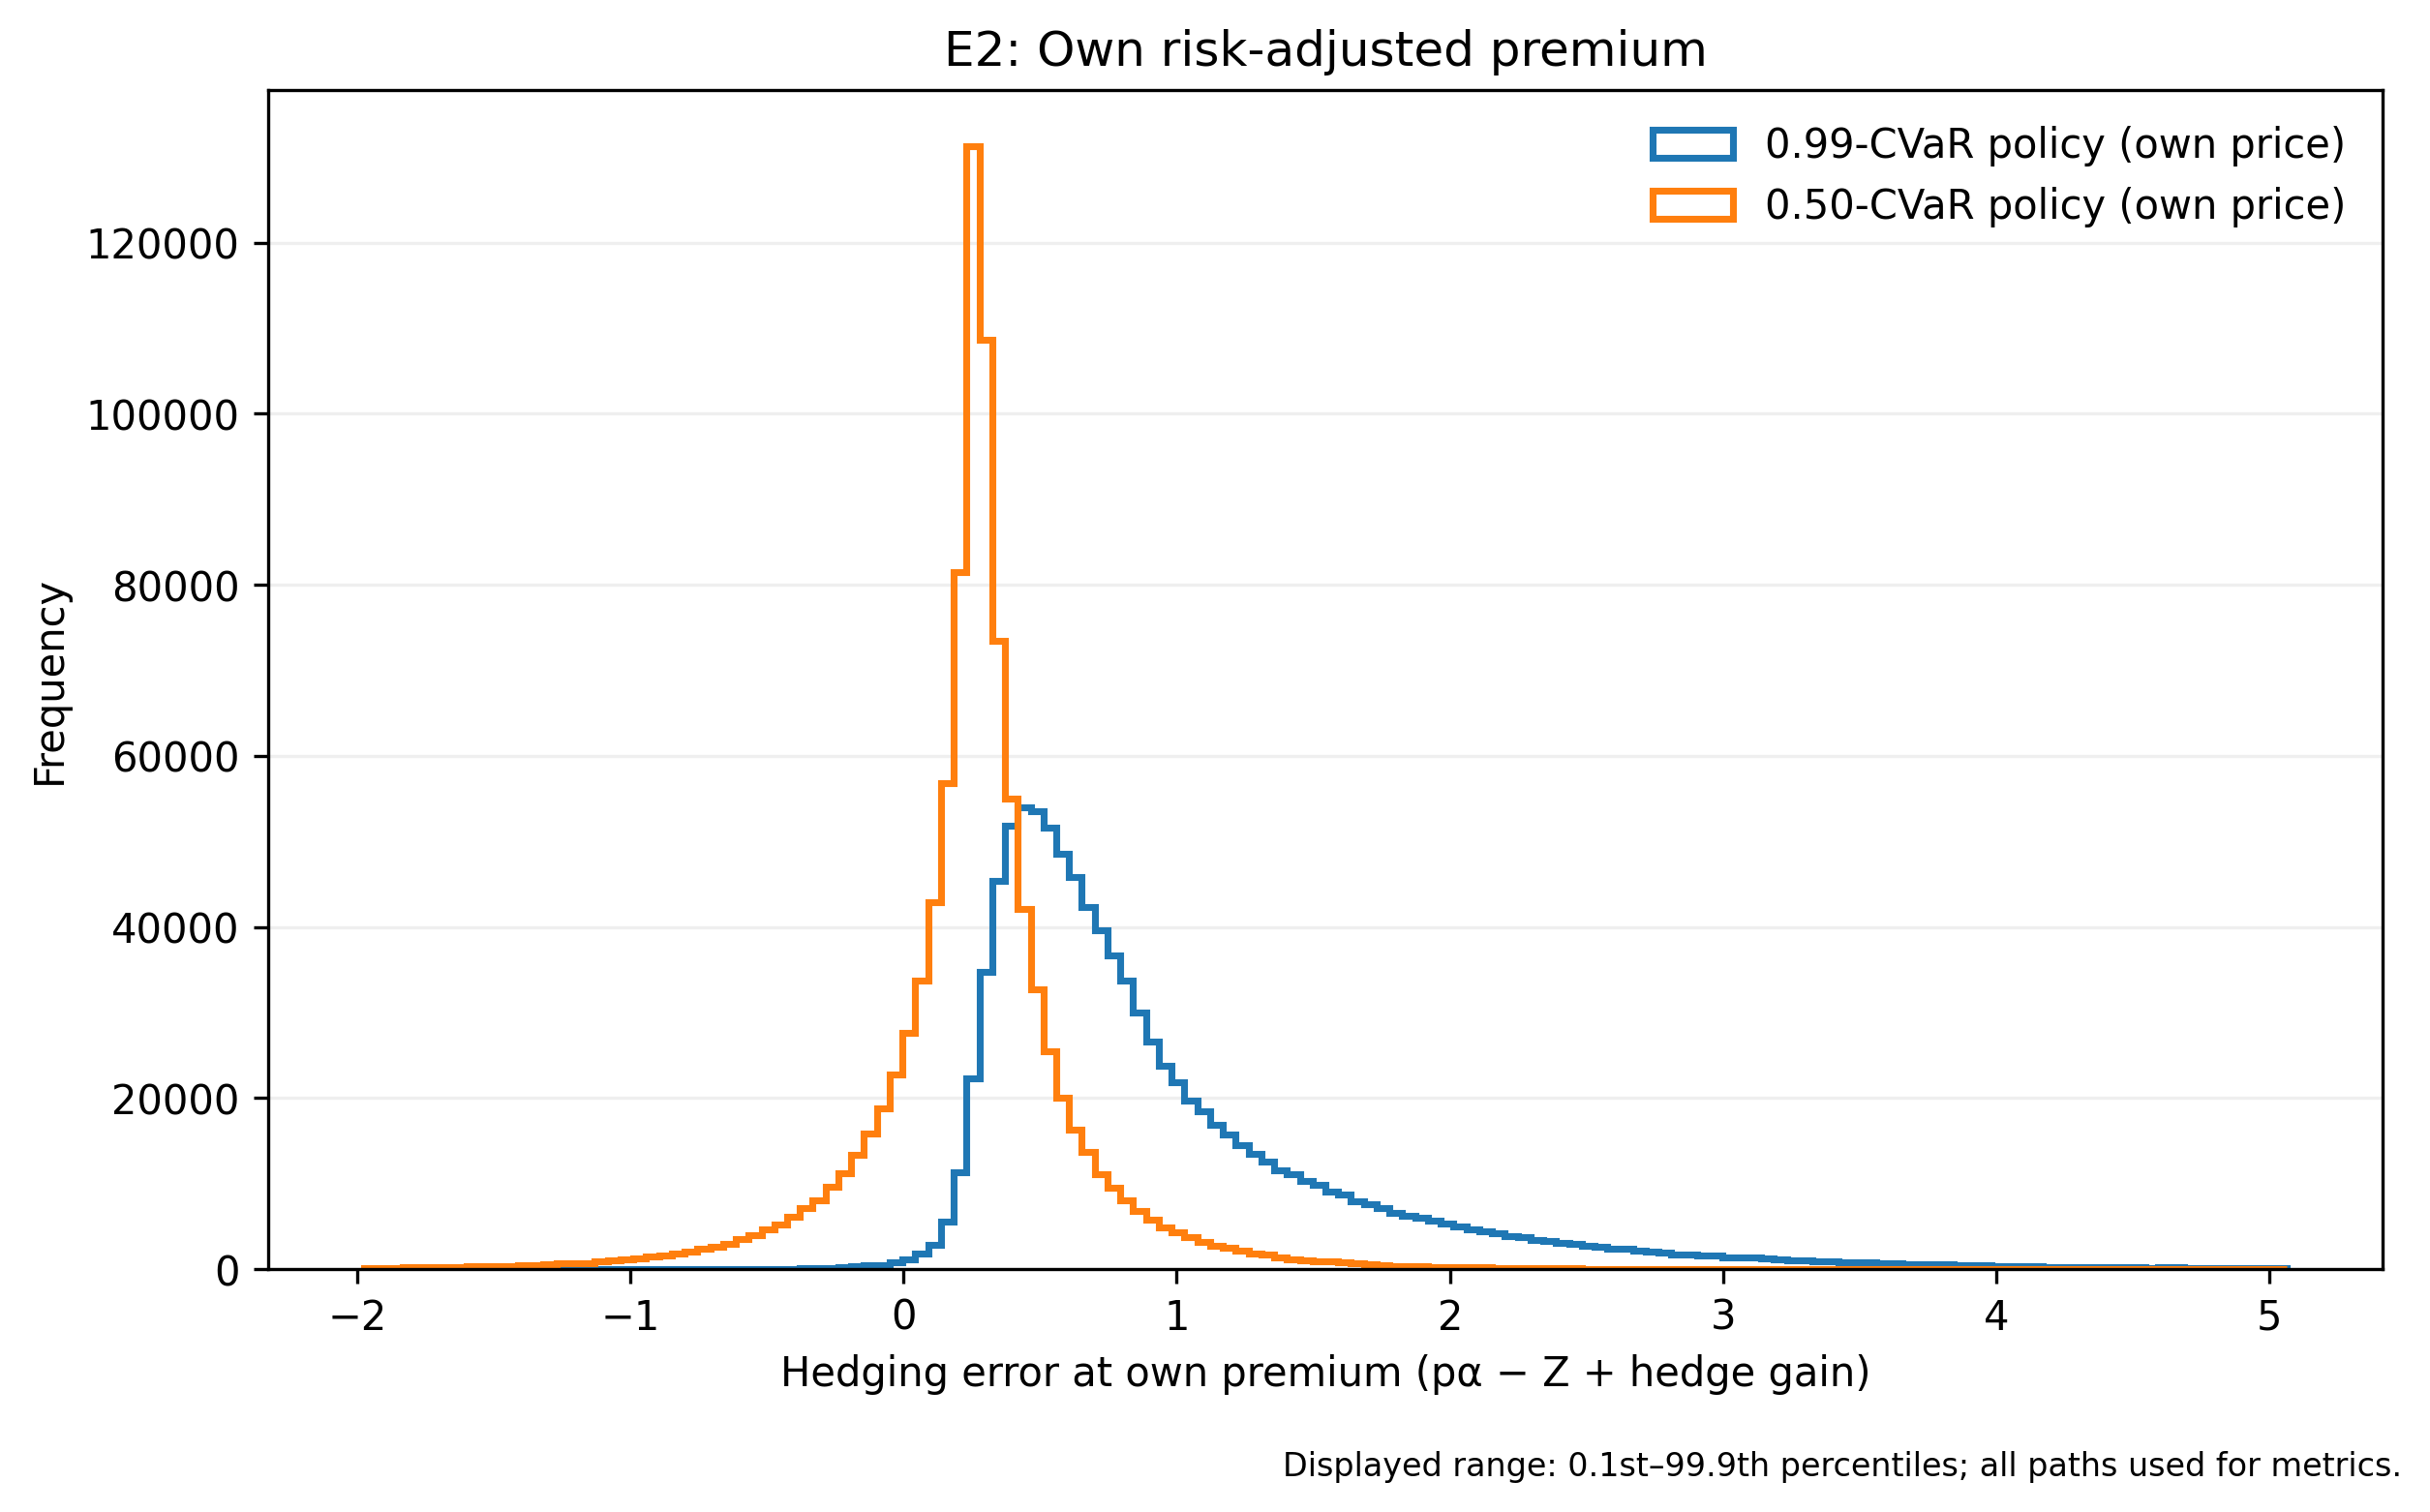 E2: Own risk-adjusted premium
0.99-CVaR policy (own price)
0.50-CVaR policy (own price)
Frequency
120000
100000
80000
60000
40000
20000
0
−2 −1 0 1 2 3 4 5
Hedging error at own premium (pα − Z + hedge gain)
Displayed range: 0.1st–99.9th percentiles; all paths used for metrics.